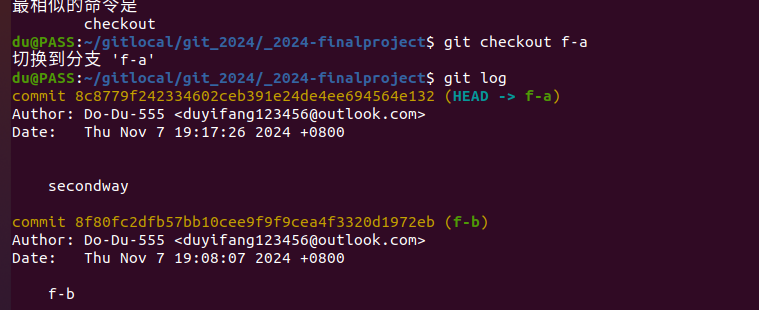 最相似的命令是
checkout
du@PASS:~/gitlocal/git_2024/_2024-finalproject$ git checkout f-a
切换到分支 'f-a'
du@PASS:~/gitlocal/git_2024/_2024-finalproject$ git log
commit 8c8779f242334602ceb391e24de4ee694564e132 (HEAD -> f-a)
Author: Do-Du-555 <duyifang123456@outlook.com>
Date:   Thu Nov 7 19:17:26 2024 +0800
secondway
commit 8f80fc2dfb57bb10cee9f9f9cea4f3320d1972eb (f-b)
Author: Do-Du-555 <duyifang123456@outlook.com>
Date:   Thu Nov 7 19:08:07 2024 +0800
f-b